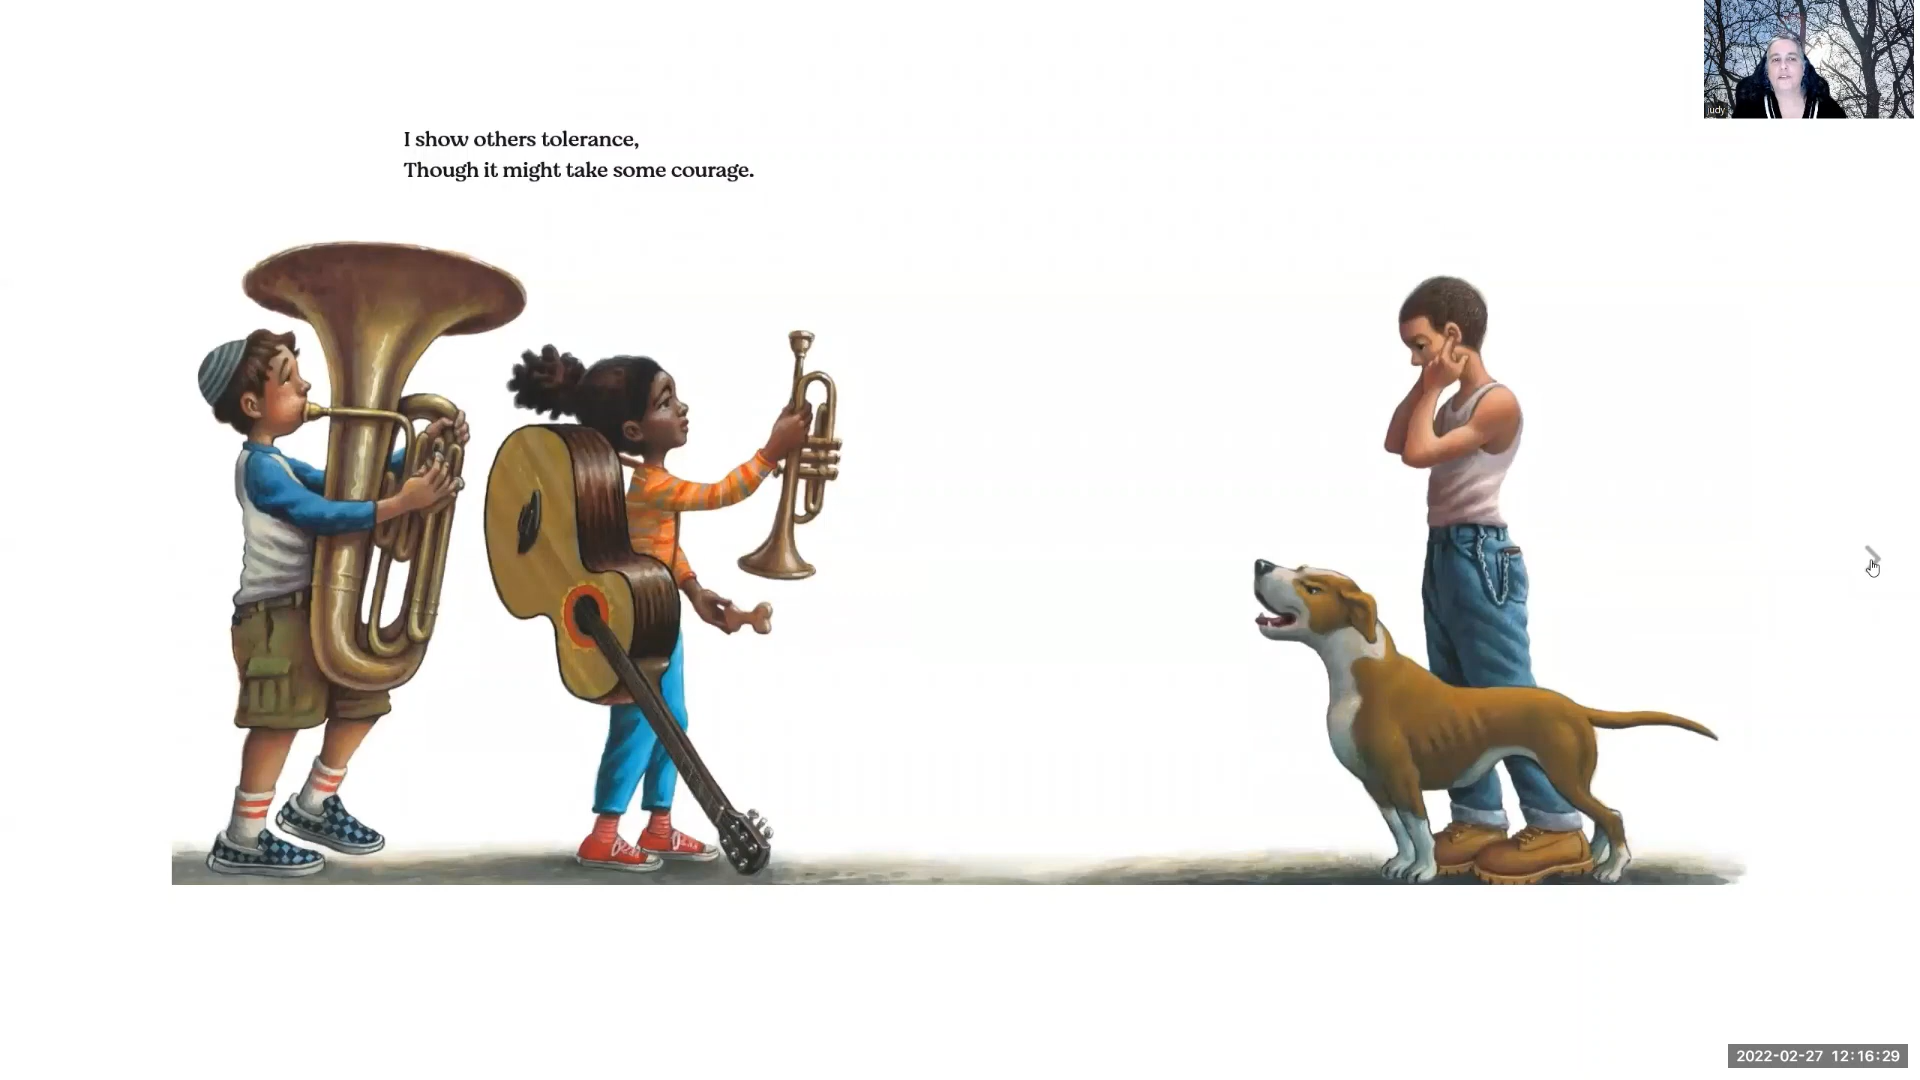 judy
I show others tolerance,
Though it might take some courage.
2022-02-27 12:16:29